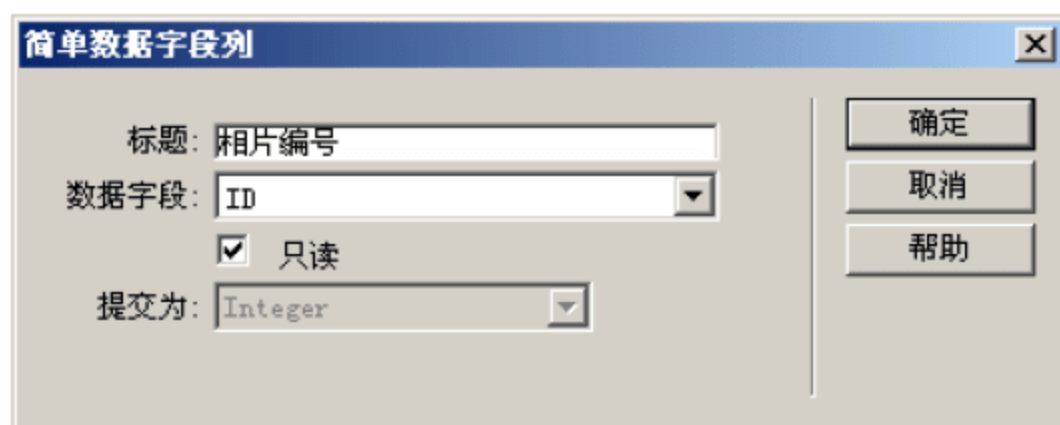 简单数据字段列
标题: 相片编号
确定
数据字段: ID
取消
只读
帮助
提交为: Integer